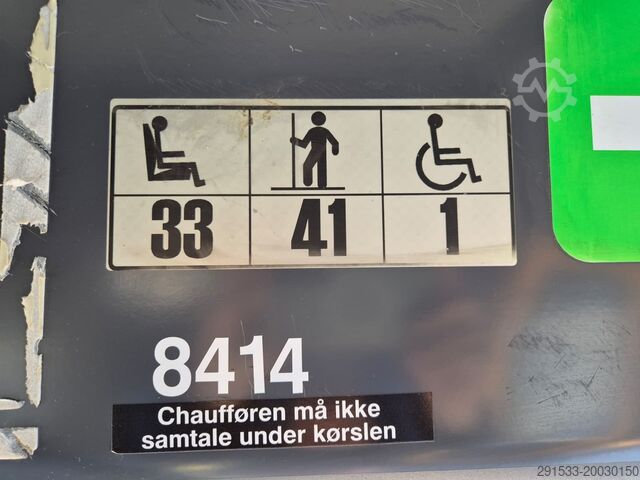 33 41 1
8414
Chaufføren må ikke
samtale under kørslen
291533-20030150